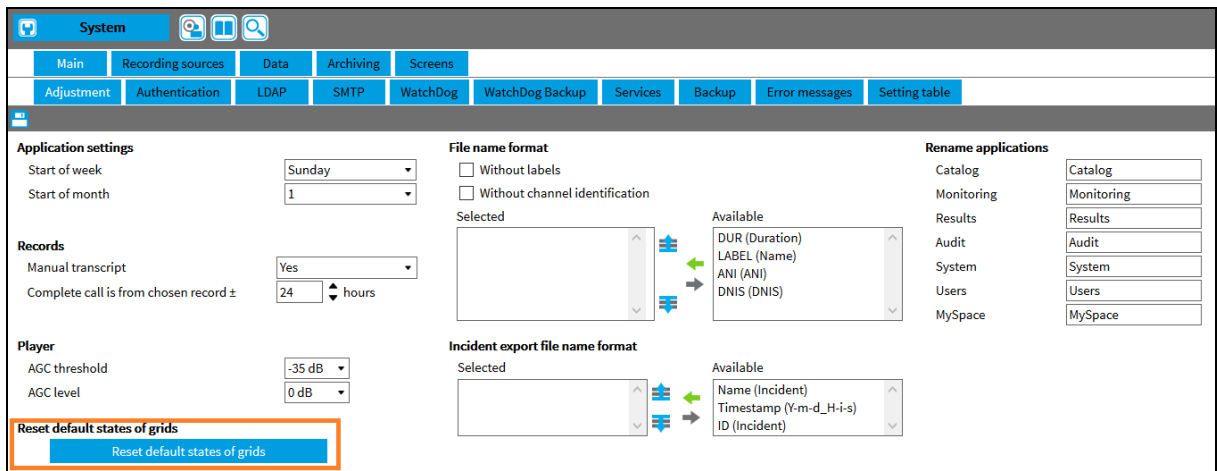 System
Main Recording sources Data Archiving Screens
Adjustment Authentication LDAP SMTP WatchDog WatchDog Backup Services Backup Error messages Setting table
Application settings
Start of week Sunday
Start of month 1
Records
Manual transcript Yes
Complete call is from chosen record ± 24 hours
Player
AGC threshold -35 dB
AGC level 0 dB
Reset default states of grids
Reset default states of grids
File name format
Without labels
Without channel identification
Selected Available
DUR (Duration)
LABEL (Name)
ANI (ANI)
DNIS (DNIS)
Incident export file name format
Selected Available
Name (Incident)
Timestamp (Y-m-d_H-i-s)
ID (Incident)
Rename applications
Catalog Catalog
Monitoring Monitoring
Results Results
Audit Audit
System System
Users Users
MySpace MySpace